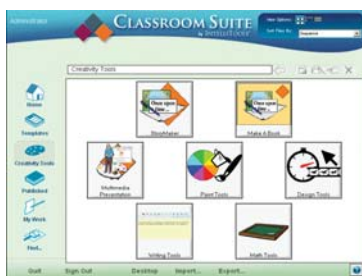 Administrator
CLASSROOM SUITE
by INTELLITOOLS
View Options:
Sort Files By:
Sequence
Creativity Tools
Home
Templates
Creativity Tools
Published
My Work
Find...
Once upon
a time...
StoryMaker
Once upon
a time...
Make A Book
Multimedia
Presentation
Paint Tools
Design Tools
Writing Tools
Math Tools
Quit
Sign Out
Desktop
Import...
Export...